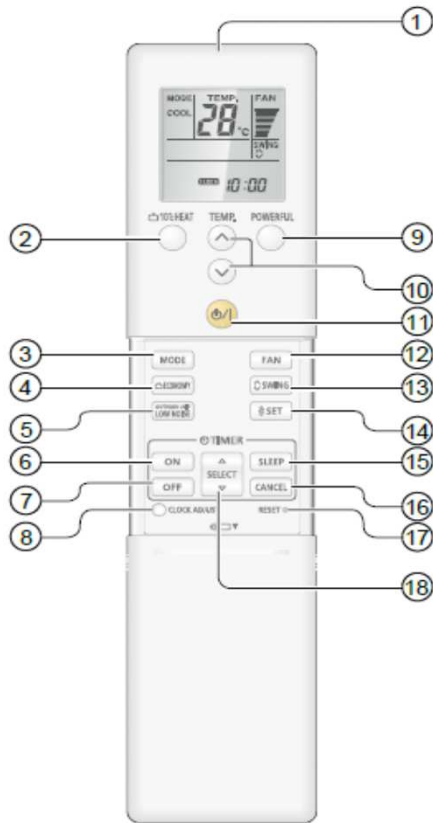 1
MODE TEMP. FAN
COOL 28 °C
SWING
CLOCK 10:00
10°C HEAT TEMP. POWERFUL
2
9
10
11
3 MODE FAN 12
4 ECONOMY SWING 13
5 LOW NOISE SET 14
TIMER
6 ON SELECT SLEEP 15
7 OFF CANCEL 16
8 CLOCK ADJUST RESET 17
18